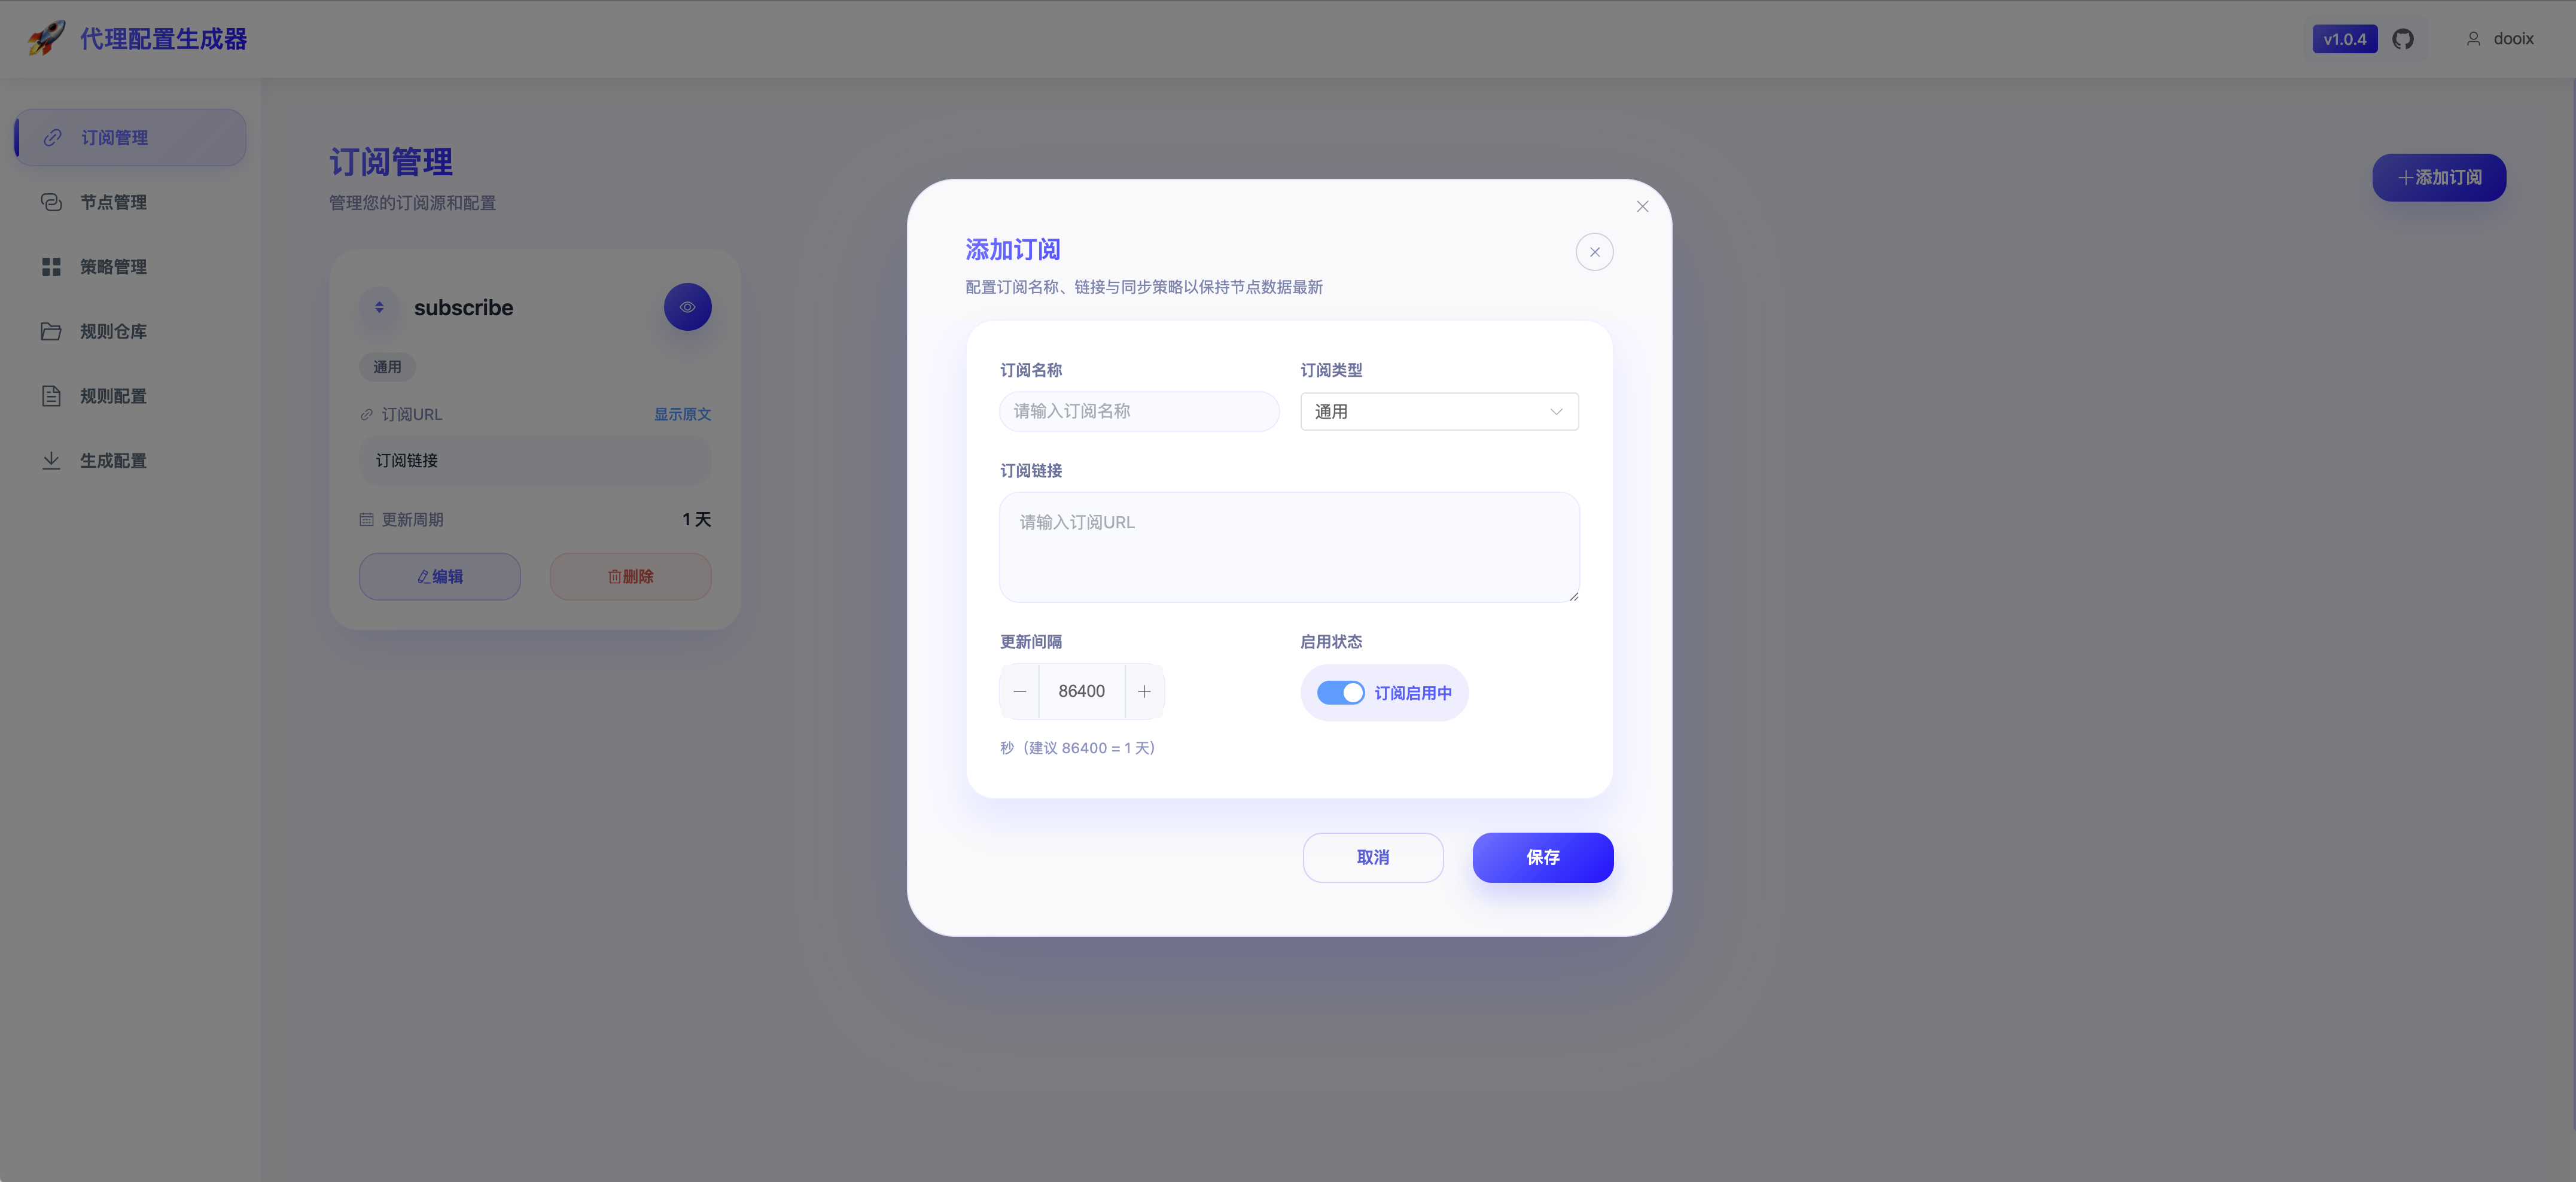 代理配置生成器
v1.0.4
dooix
订阅管理
节点管理
策略管理
规则仓库
规则配置
生成配置
订阅管理
管理您的订阅源和配置
添加订阅
subscribe
通用
订阅URL
显示原文
订阅链接
更新周期
1 天
编辑
删除
添加订阅
配置订阅名称、链接与同步策略以保持节点数据最新
订阅名称
订阅类型
请输入订阅名称
通用
订阅链接
请输入订阅URL
更新间隔
启用状态
86400
订阅启用中
秒（建议 86400 = 1 天）
取消
保存